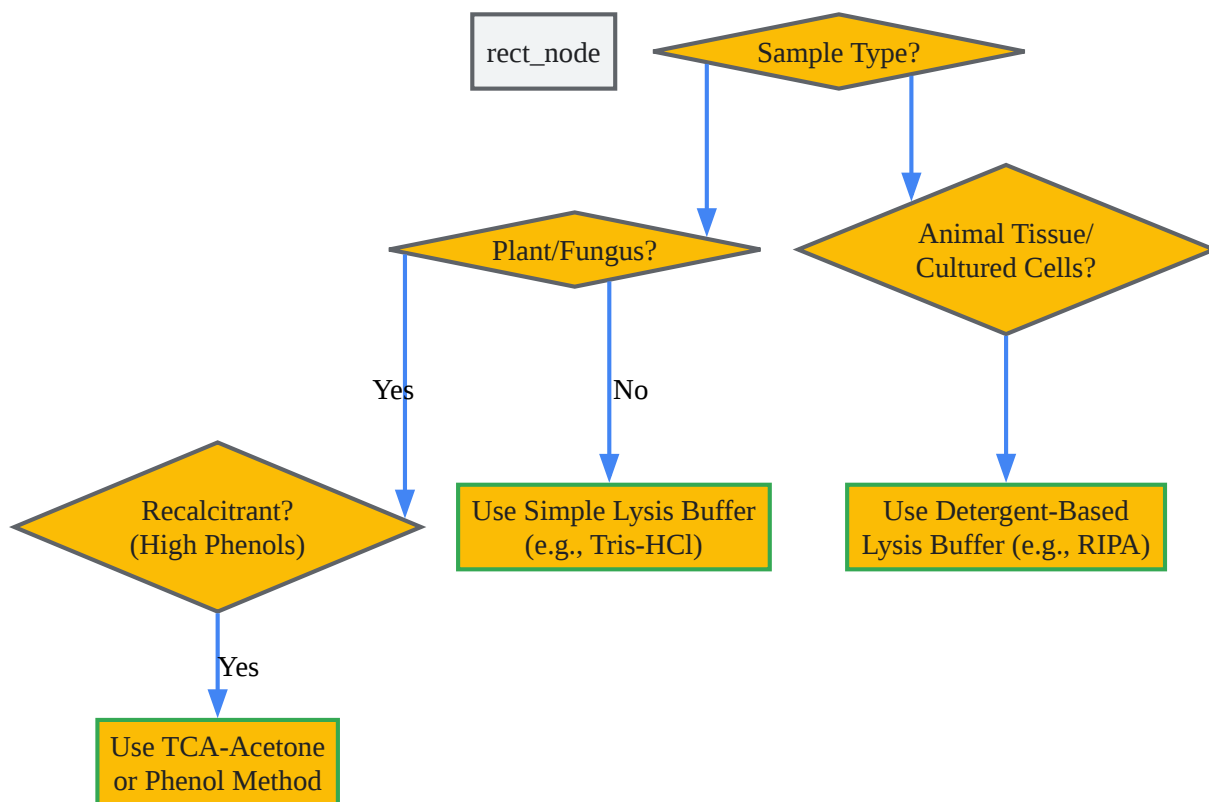 rect_node
Sample Type?
Plant/Fungus?
Animal Tissue/
Cultured Cells?
Yes
No
Recalcitrant?
(High Phenols)
Use Simple Lysis Buffer
(e.g., Tris-HCl)
Use Detergent-Based
Lysis Buffer (e.g., RIPA)
Yes
Use TCA-Acetone
or Phenol Method